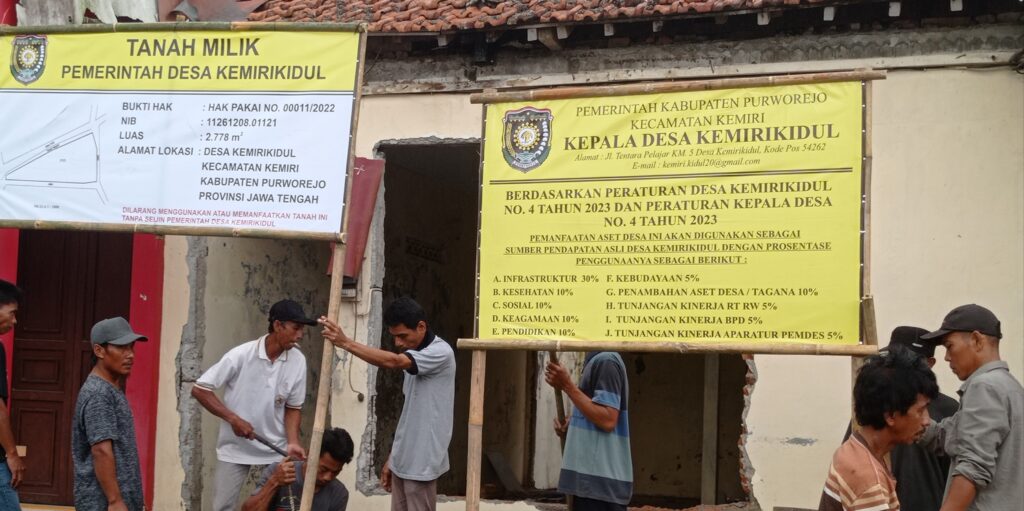 TANAH MILIK
PEMERINTAH DESA KEMIRIKIDUL
BUKTI HAK : HAK PAKAI NO. 00011/2022
NIB : 11261208.01121
LUAS : 2.778 m²
ALAMAT LOKASI : DESA KEMIRIKIDUL
KECAMATAN KEMIRI
KABUPATEN PURWOREJO
PROVINSI JAWA TENGAH
DILARANG MENGGUNAKAN ATAU MEMANFAATKAN TANAH INI
TANPA SEIJIN PEMERINTAH DESA KEMIRIKIDUL
PEMERINTAH KABUPATEN PURWOREJO
KECAMATAN KEMIRI
KEPALA DESA KEMIRIKIDUL
Alamat : Jl. Tentara Pelajar KM. 5 Desa Kemirikidul, Kode Pos 54262
E-mail : kemiri.kidul20@gmail.com
BERDASARKAN PERATURAN DESA KEMIRIKIDUL
NO. 4 TAHUN 2023 DAN PERATURAN KEPALA DESA
NO. 4 TAHUN 2023
PEMANFAATAN ASET DESA INI AKAN DIGUNAKAN SEBAGAI
SUMBER PENDAPATAN ASLI DESA KEMIRIKIDUL DENGAN PROSENTASE
PENGGUNAANYA SEBAGAI BERIKUT :
A. INFRASTRUKTUR 30%
B. KESEHATAN 10%
C. SOSIAL 10%
D. KEAGAMAAN 10%
E. PENDIDIKAN 10%
F. KEBUDAYAAN 5%
G. PENAMBAHAN ASET DESA / TAGANA 10%
H. TUNJANGAN KINERJA RT RW 5%
I. TUNJANGAN KINERJA BPD 5%
J. TUNJANGAN KINERJA APARATUR PEMDES 5%